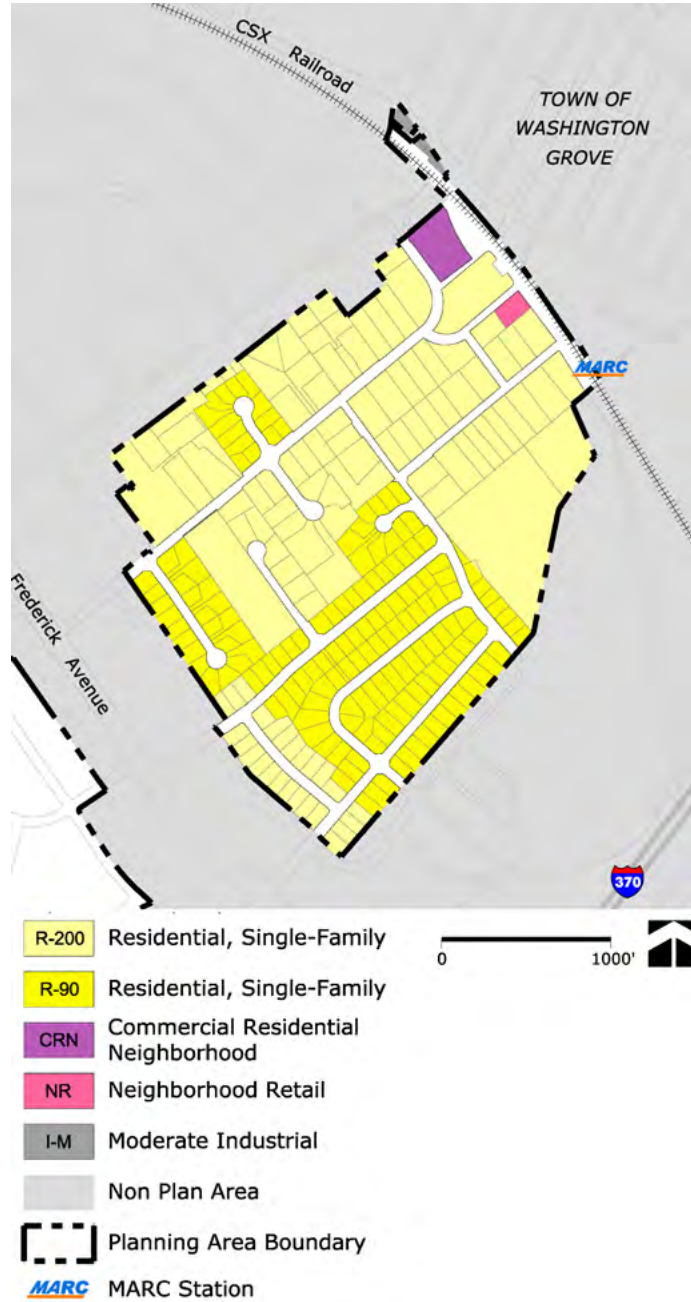 CSX Railroad
TOWN OF
WASHINGTON
GROVE
MARC
Frederick Avenue
370
R-200 Residential, Single-Family
0 1000'
R-90 Residential, Single-Family
CRN Commercial Residential
Neighborhood
NR Neighborhood Retail
I-M Moderate Industrial
Non Plan Area
Planning Area Boundary
MARC MARC Station